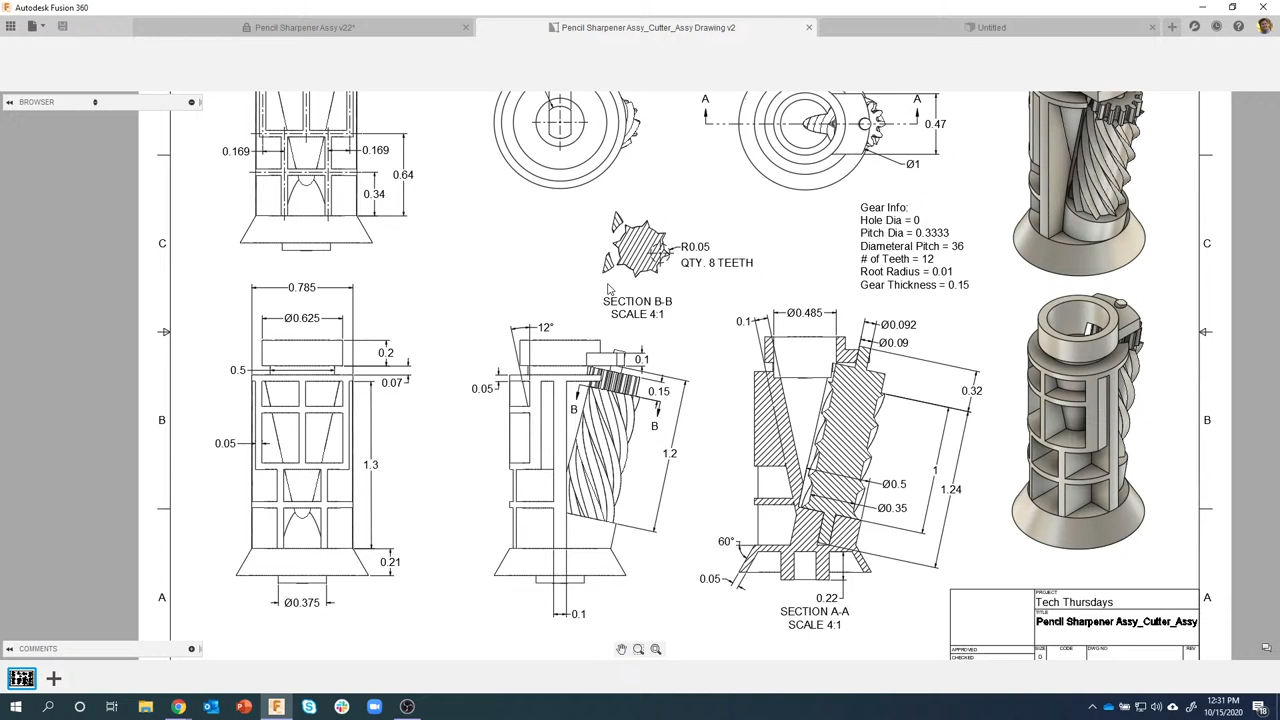 Autodesk Fusion 360
Pencil Sharpener Assy v22*
Pencil Sharpener Assy_Cutter_Assy Drawing v2
Untitled
BROWSER
A
A
0.47
Ø1
0.169
0.169
0.64
0.34
C
C
Gear Info:
Hole Dia = 0
Pitch Dia = 0.3333
Diameteral Pitch = 36
# of Teeth = 12
Root Radius = 0.01
Gear Thickness = 0.15
R0.05
QTY. 8 TEETH
SECTION B-B
SCALE 4:1
0.785
Ø0.625
0.2
0.5
0.07
0.05
1.3
0.21
Ø0.375
12°
0.1
0.05
0.15
B
B
1.2
0.1
0.1
Ø0.485
Ø0.092
Ø0.09
0.32
1
1.24
Ø0.5
Ø0.35
60°
0.05
0.22
SECTION A-A
SCALE 4:1
B
B
A
A
PROJECT
Tech Thursdays
TITLE
Pencil Sharpener Assy_Cutter_Assy
APPROVED
CHECKED
SIZE
D
CODE
DWG NO
REV
COMMENTS
12:31 PM
10/15/2020
18